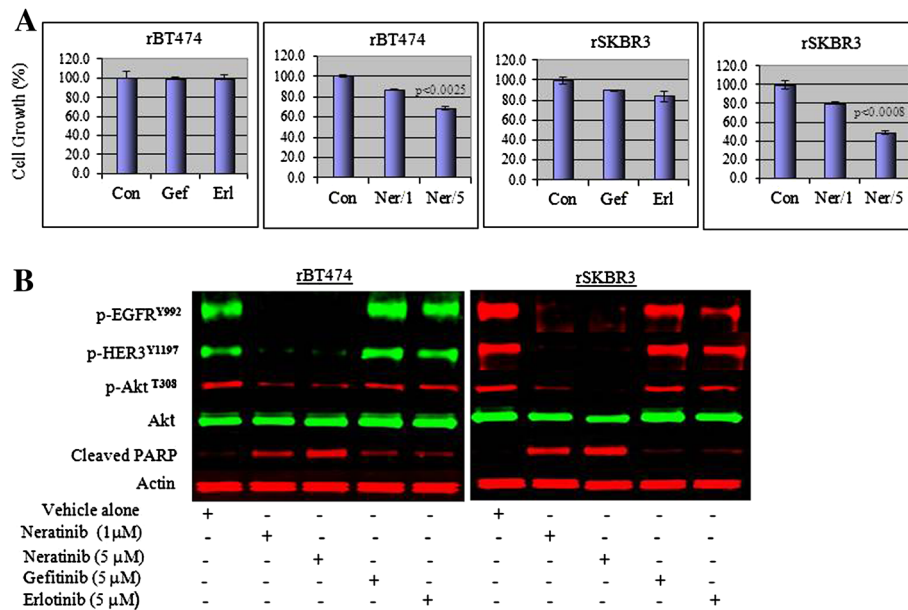 A
rBT474
rBT474
rSKBR3
rSKBR3
Cell Growth (%)
120.0
100.0
80.0
60.0
40.0
20.0
0.0
Con Gef Erl
120.0
100.0
80.0
60.0
40.0
20.0
0.0
p<0.0025
Con Ner/1 Ner/5
120.0
100.0
80.0
60.0
40.0
20.0
0.0
Con Gef Erl
120.0
100.0
80.0
60.0
40.0
20.0
0.0
p<0.0008
Con Ner/1 Ner/5
B
rBT474 rSKBR3
p-EGFR Y992
p-HER3 Y1197
p-Akt T308
Akt
Cleaved PARP
Actin
Vehicle alone + - - - - + - - - -
Neratinib (1µM) - + - - - - + - - -
Neratinib (5 µM) - - + - - - - + - -
Gefitinib (5 µM) - - - + - - - - + -
Erlotinib (5 µM) - - - - + - - - - +